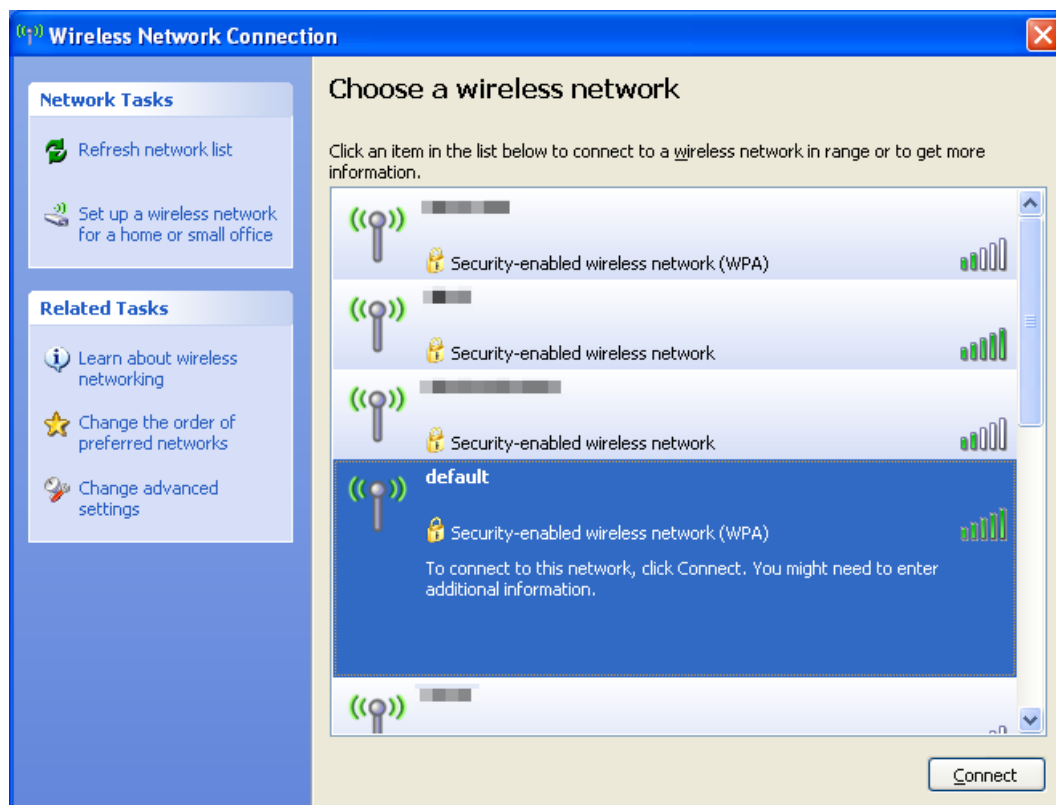 Wireless Network Connection
Network Tasks
Refresh network list
Set up a wireless network
for a home or small office
Related Tasks
Learn about wireless
networking
Change the order of
preferred networks
Change advanced
settings
Choose a wireless network
Click an item in the list below to connect to a wireless network in range or to get more
information.
Security-enabled wireless network (WPA)
Security-enabled wireless network
Security-enabled wireless network
default
Security-enabled wireless network (WPA)
To connect to this network, click Connect. You might need to enter
additional information.
Connect